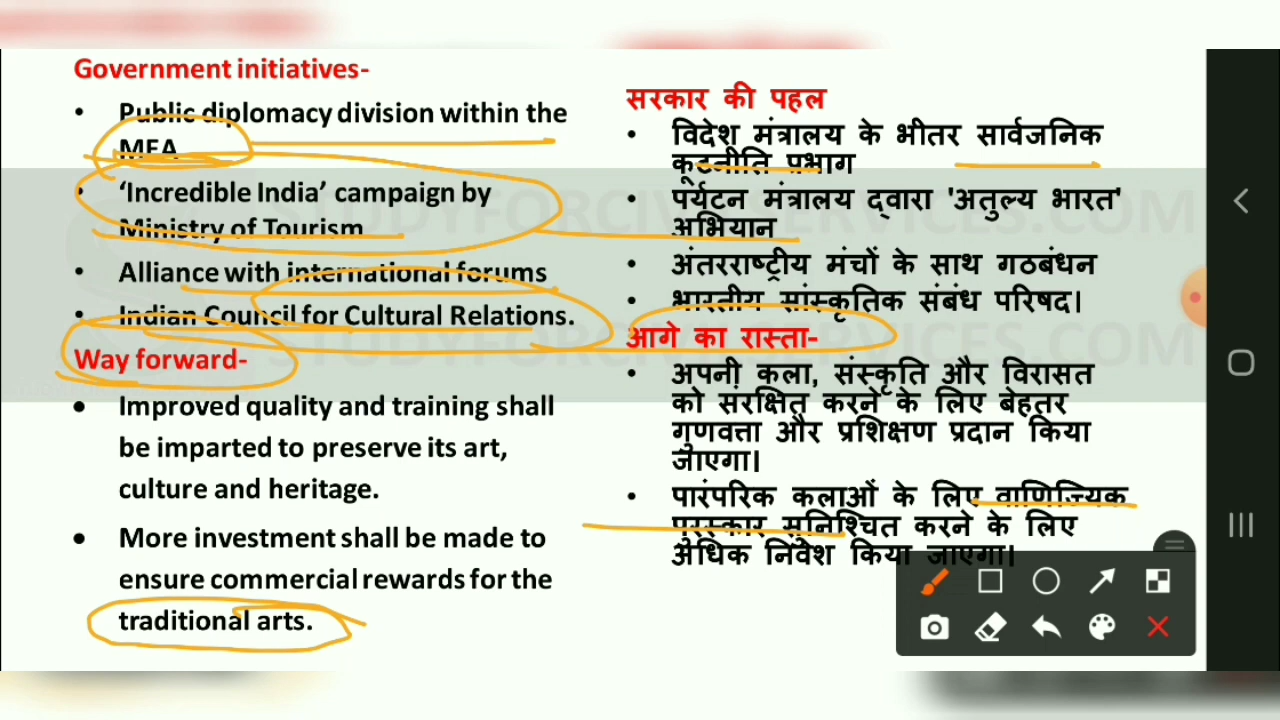 Government initiatives-
• Public diplomacy division within the
MEA
• 'Incredible India' campaign by
Ministry of Tourism
• Alliance with international forums
• Indian Council for Cultural Relations.
Way forward-
• Improved quality and training shall
be imparted to preserve its art,
culture and heritage.
• More investment shall be made to
ensure commercial rewards for the
traditional arts.
सरकार की पहल
• विदेश मंत्रालय के भीतर सार्वजनिक
कूटनीति प्रभाग
• पर्यटन मंत्रालय द्वारा 'अतुल्य भारत'
अभियान
• अंतरराष्ट्रीय मंचों के साथ गठबंधन
• भारतीय सांस्कृतिक संबंध परिषद।
आगे का रास्ता-
• अपनी कला, संस्कृति और विरासत
को संरक्षित करने के लिए बेहतर
गुणवत्ता और प्रशिक्षण प्रदान किया
जाएगा।
• पारंपरिक कलाओं के लिए वाणिज्यिक
पुरस्कार सुनिश्चित करने के लिए
अधिक निवेश किया जाएगा।
STUDYFORCIVILSERVICES.COM
STUDYFORCIVILSERVICES.COM